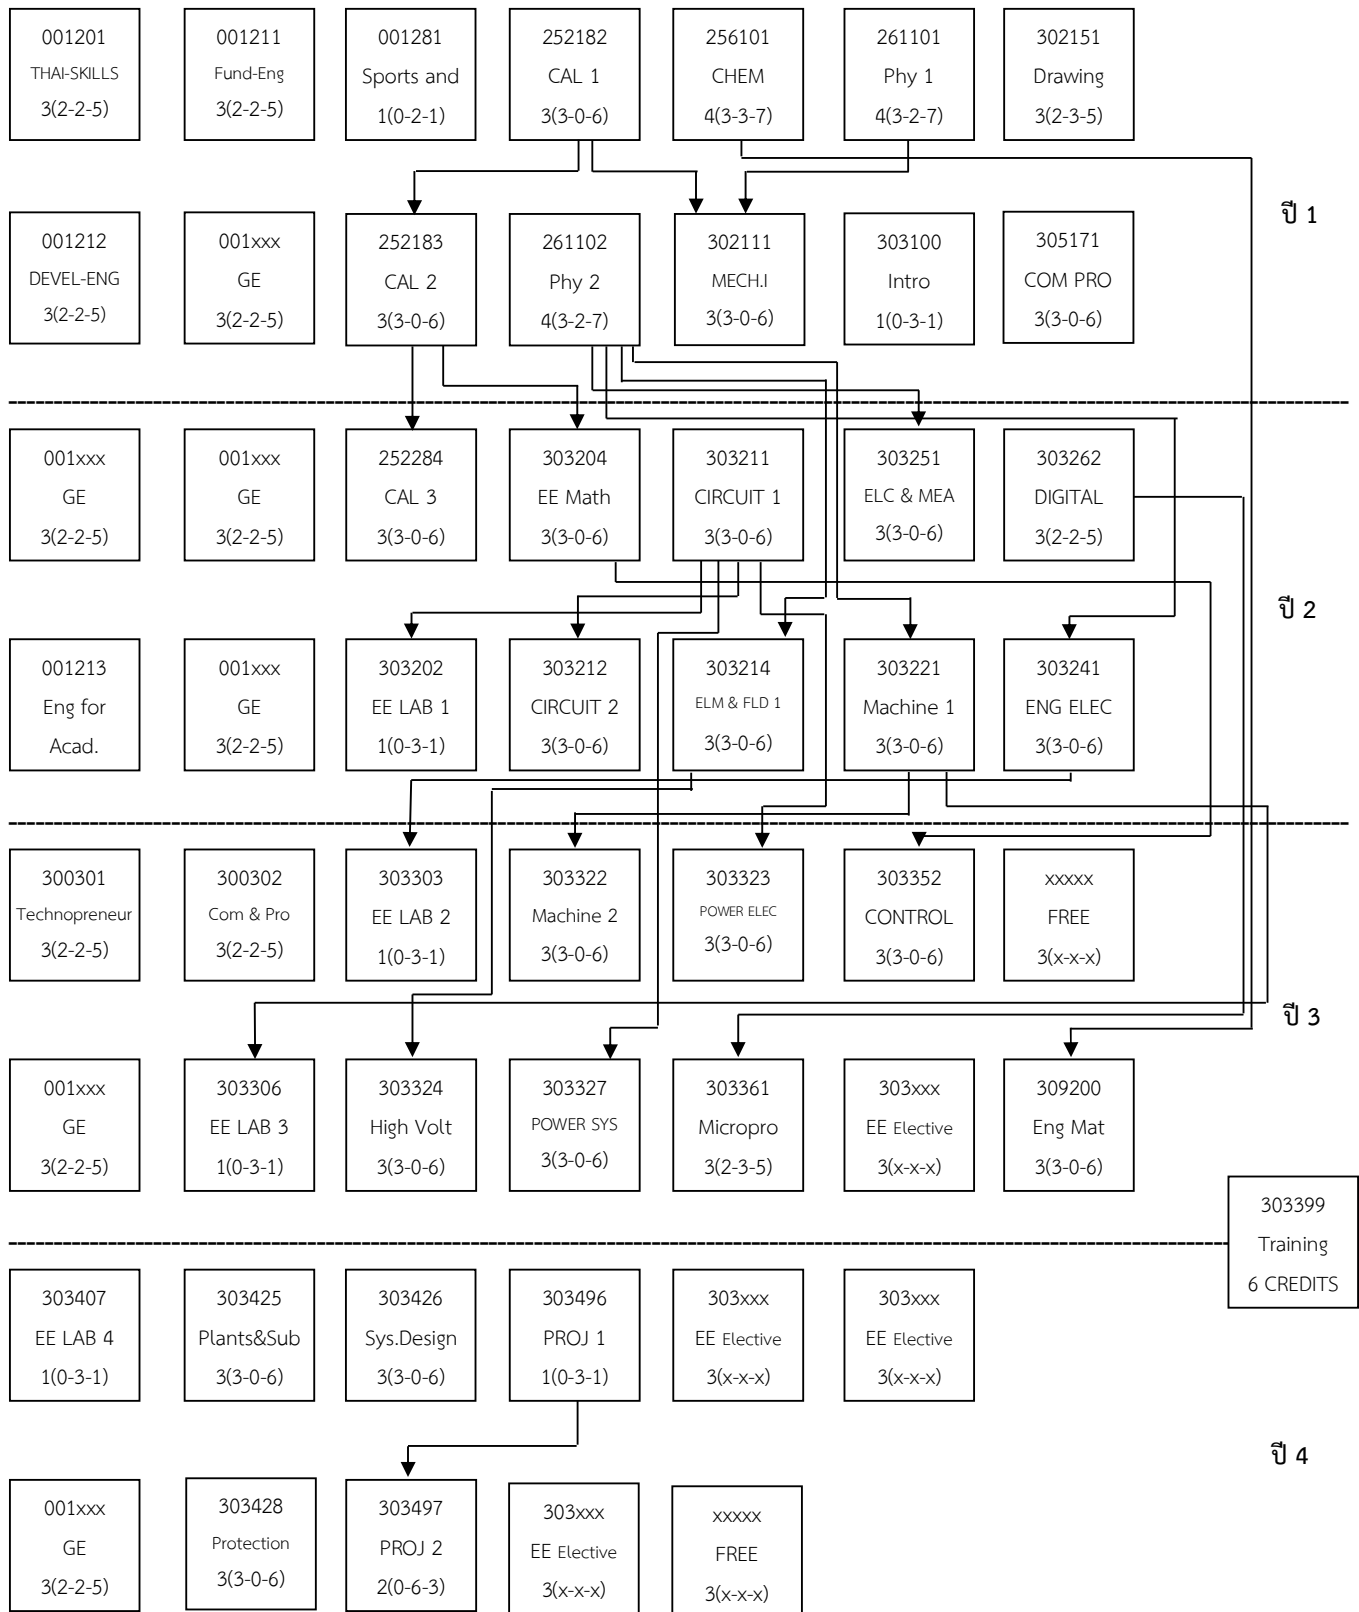 001201
THAI-SKILLS
3(2-2-5)
001211
Fund-Eng
3(2-2-5)
001281
Sports and
1(0-2-1)
252182
CAL 1
3(3-0-6)
256101
CHEM
4(3-3-7)
261101
Phy 1
4(3-2-7)
302151
Drawing
3(2-3-5)
ปี 1
001212
DEVEL-ENG
3(2-2-5)
001xxx
GE
3(2-2-5)
252183
CAL 2
3(3-0-6)
261102
Phy 2
4(3-2-7)
302111
MECH.I
3(3-0-6)
303100
Intro
1(0-3-1)
305171
COM PRO
3(3-0-6)
001xxx
GE
3(2-2-5)
001xxx
GE
3(2-2-5)
252284
CAL 3
3(3-0-6)
303204
EE Math
3(3-0-6)
303211
CIRCUIT 1
3(3-0-6)
303251
ELC & MEA
3(3-0-6)
303262
DIGITAL
3(2-2-5)
ปี 2
001213
Eng for
Acad.
001xxx
GE
3(2-2-5)
303202
EE LAB 1
1(0-3-1)
303212
CIRCUIT 2
3(3-0-6)
303214
ELM & FLD 1
3(3-0-6)
303221
Machine 1
3(3-0-6)
303241
ENG ELEC
3(3-0-6)
300301
Technopreneur
3(2-2-5)
300302
Com & Pro
3(2-2-5)
303303
EE LAB 2
1(0-3-1)
303322
Machine 2
3(3-0-6)
303323
POWER ELEC
3(3-0-6)
303352
CONTROL
3(3-0-6)
xxxxx
FREE
3(x-x-x)
ปี 3
001xxx
GE
3(2-2-5)
303306
EE LAB 3
1(0-3-1)
303324
High Volt
3(3-0-6)
303327
POWER SYS
3(3-0-6)
303361
Micropro
3(2-3-5)
303xxx
EE Elective
3(x-x-x)
309200
Eng Mat
3(3-0-6)
303399
Training
6 CREDITS
303407
EE LAB 4
1(0-3-1)
303425
Plants&Sub
3(3-0-6)
303426
Sys.Design
3(3-0-6)
303496
PROJ 1
1(0-3-1)
303xxx
EE Elective
3(x-x-x)
303xxx
EE Elective
3(x-x-x)
ปี 4
001xxx
GE
3(2-2-5)
303428
Protection
3(3-0-6)
303497
PROJ 2
2(0-6-3)
303xxx
EE Elective
3(x-x-x)
xxxxx
FREE
3(x-x-x)